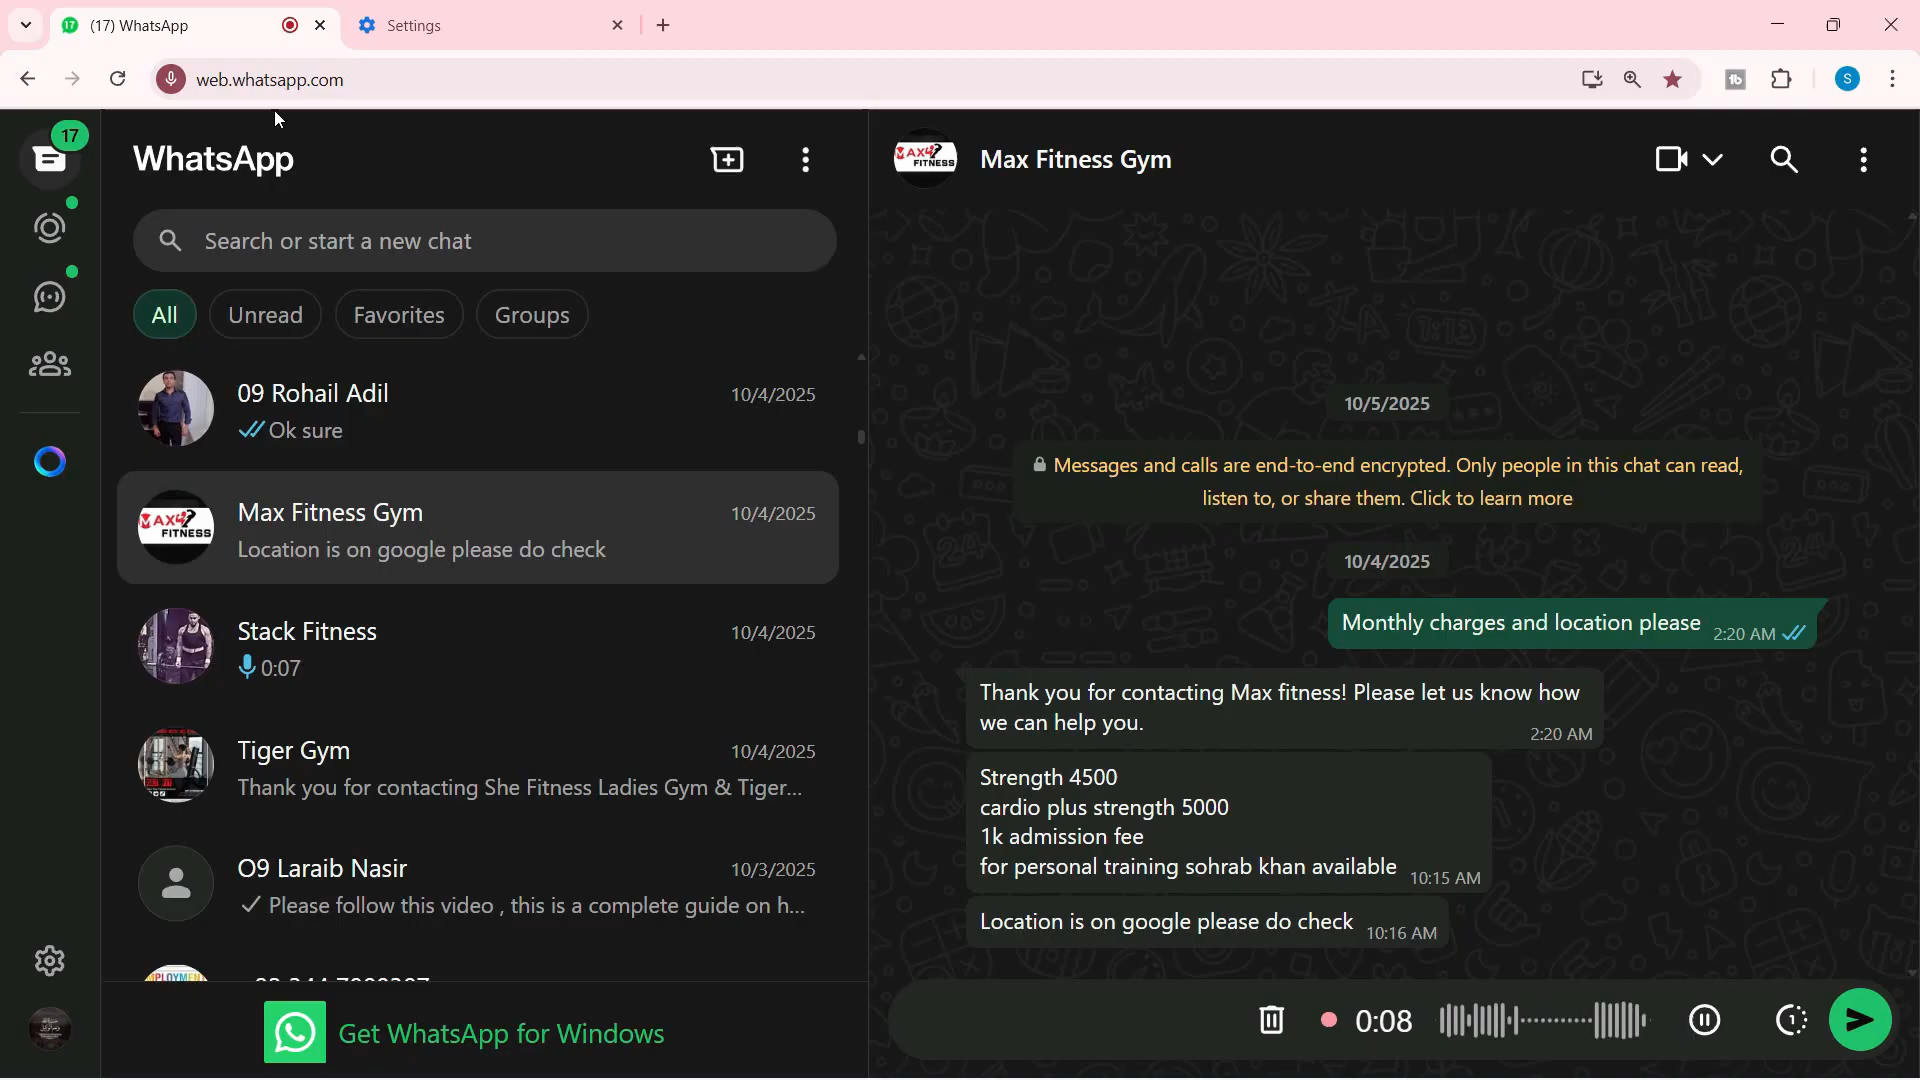 (17) WhatsApp
Settings
web.whatsapp.com
17
WhatsApp
Max Fitness Gym
Search or start a new chat
All
Unread
Favorites
Groups
09 Rohail Adil
10/4/2025
Ok sure
Max Fitness Gym
10/4/2025
Location is on google please do check
Stack Fitness
10/4/2025
0:07
Tiger Gym
10/4/2025
Thank you for contacting She Fitness Ladies Gym & Tiger...
O9 Laraib Nasir
10/3/2025
Please follow this video , this is a complete guide on h...
Get WhatsApp for Windows
10/5/2025
Messages and calls are end-to-end encrypted. Only people in this chat can read,
listen to, or share them. Click to learn more
10/4/2025
Monthly charges and location please
2:20 AM
Thank you for contacting Max fitness! Please let us know how
we can help you.
2:20 AM
Strength 4500
cardio plus strength 5000
1k admission fee
for personal training sohrab khan available
10:15 AM
Location is on google please do check
10:16 AM
0:08